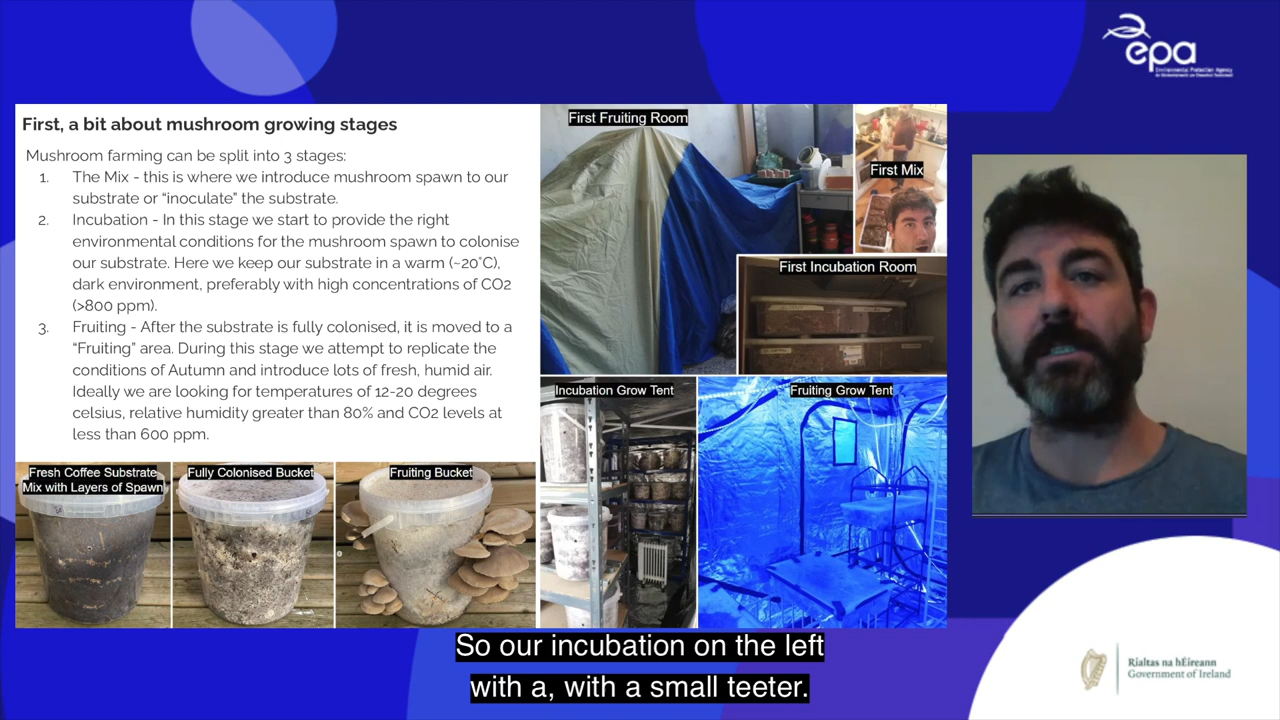 epa
Environmental Protection Agency
First, a bit about mushroom growing stages
Mushroom farming can be split into 3 stages:
1. The Mix - this is where we introduce mushroom spawn to our
substrate or “inoculate” the substrate.
2. Incubation - In this stage we start to provide the right
environmental conditions for the mushroom spawn to colonise
our substrate. Here we keep our substrate in a warm (~20°C),
dark environment, preferably with high concentrations of CO2
(>800 ppm).
3. Fruiting - After the substrate is fully colonised, it is moved to a
“Fruiting” area. During this stage we attempt to replicate the
conditions of Autumn and introduce lots of fresh, humid air.
Ideally we are looking for temperatures of 12-20 degrees
celsius, relative humidity greater than 80% and CO2 levels at
less than 600 ppm.
First Fruiting Room
First Mix
First Incubation Room
Incubation Grow Tent
Fruiting Grow Tent
Fresh Coffee Substrate
Mix with Layers of Spawn
Fully Colonised Bucket
Fruiting Bucket
So our incubation on the left
with a, with a small teeter.
Rialtas na hÉireann
Government of Ireland